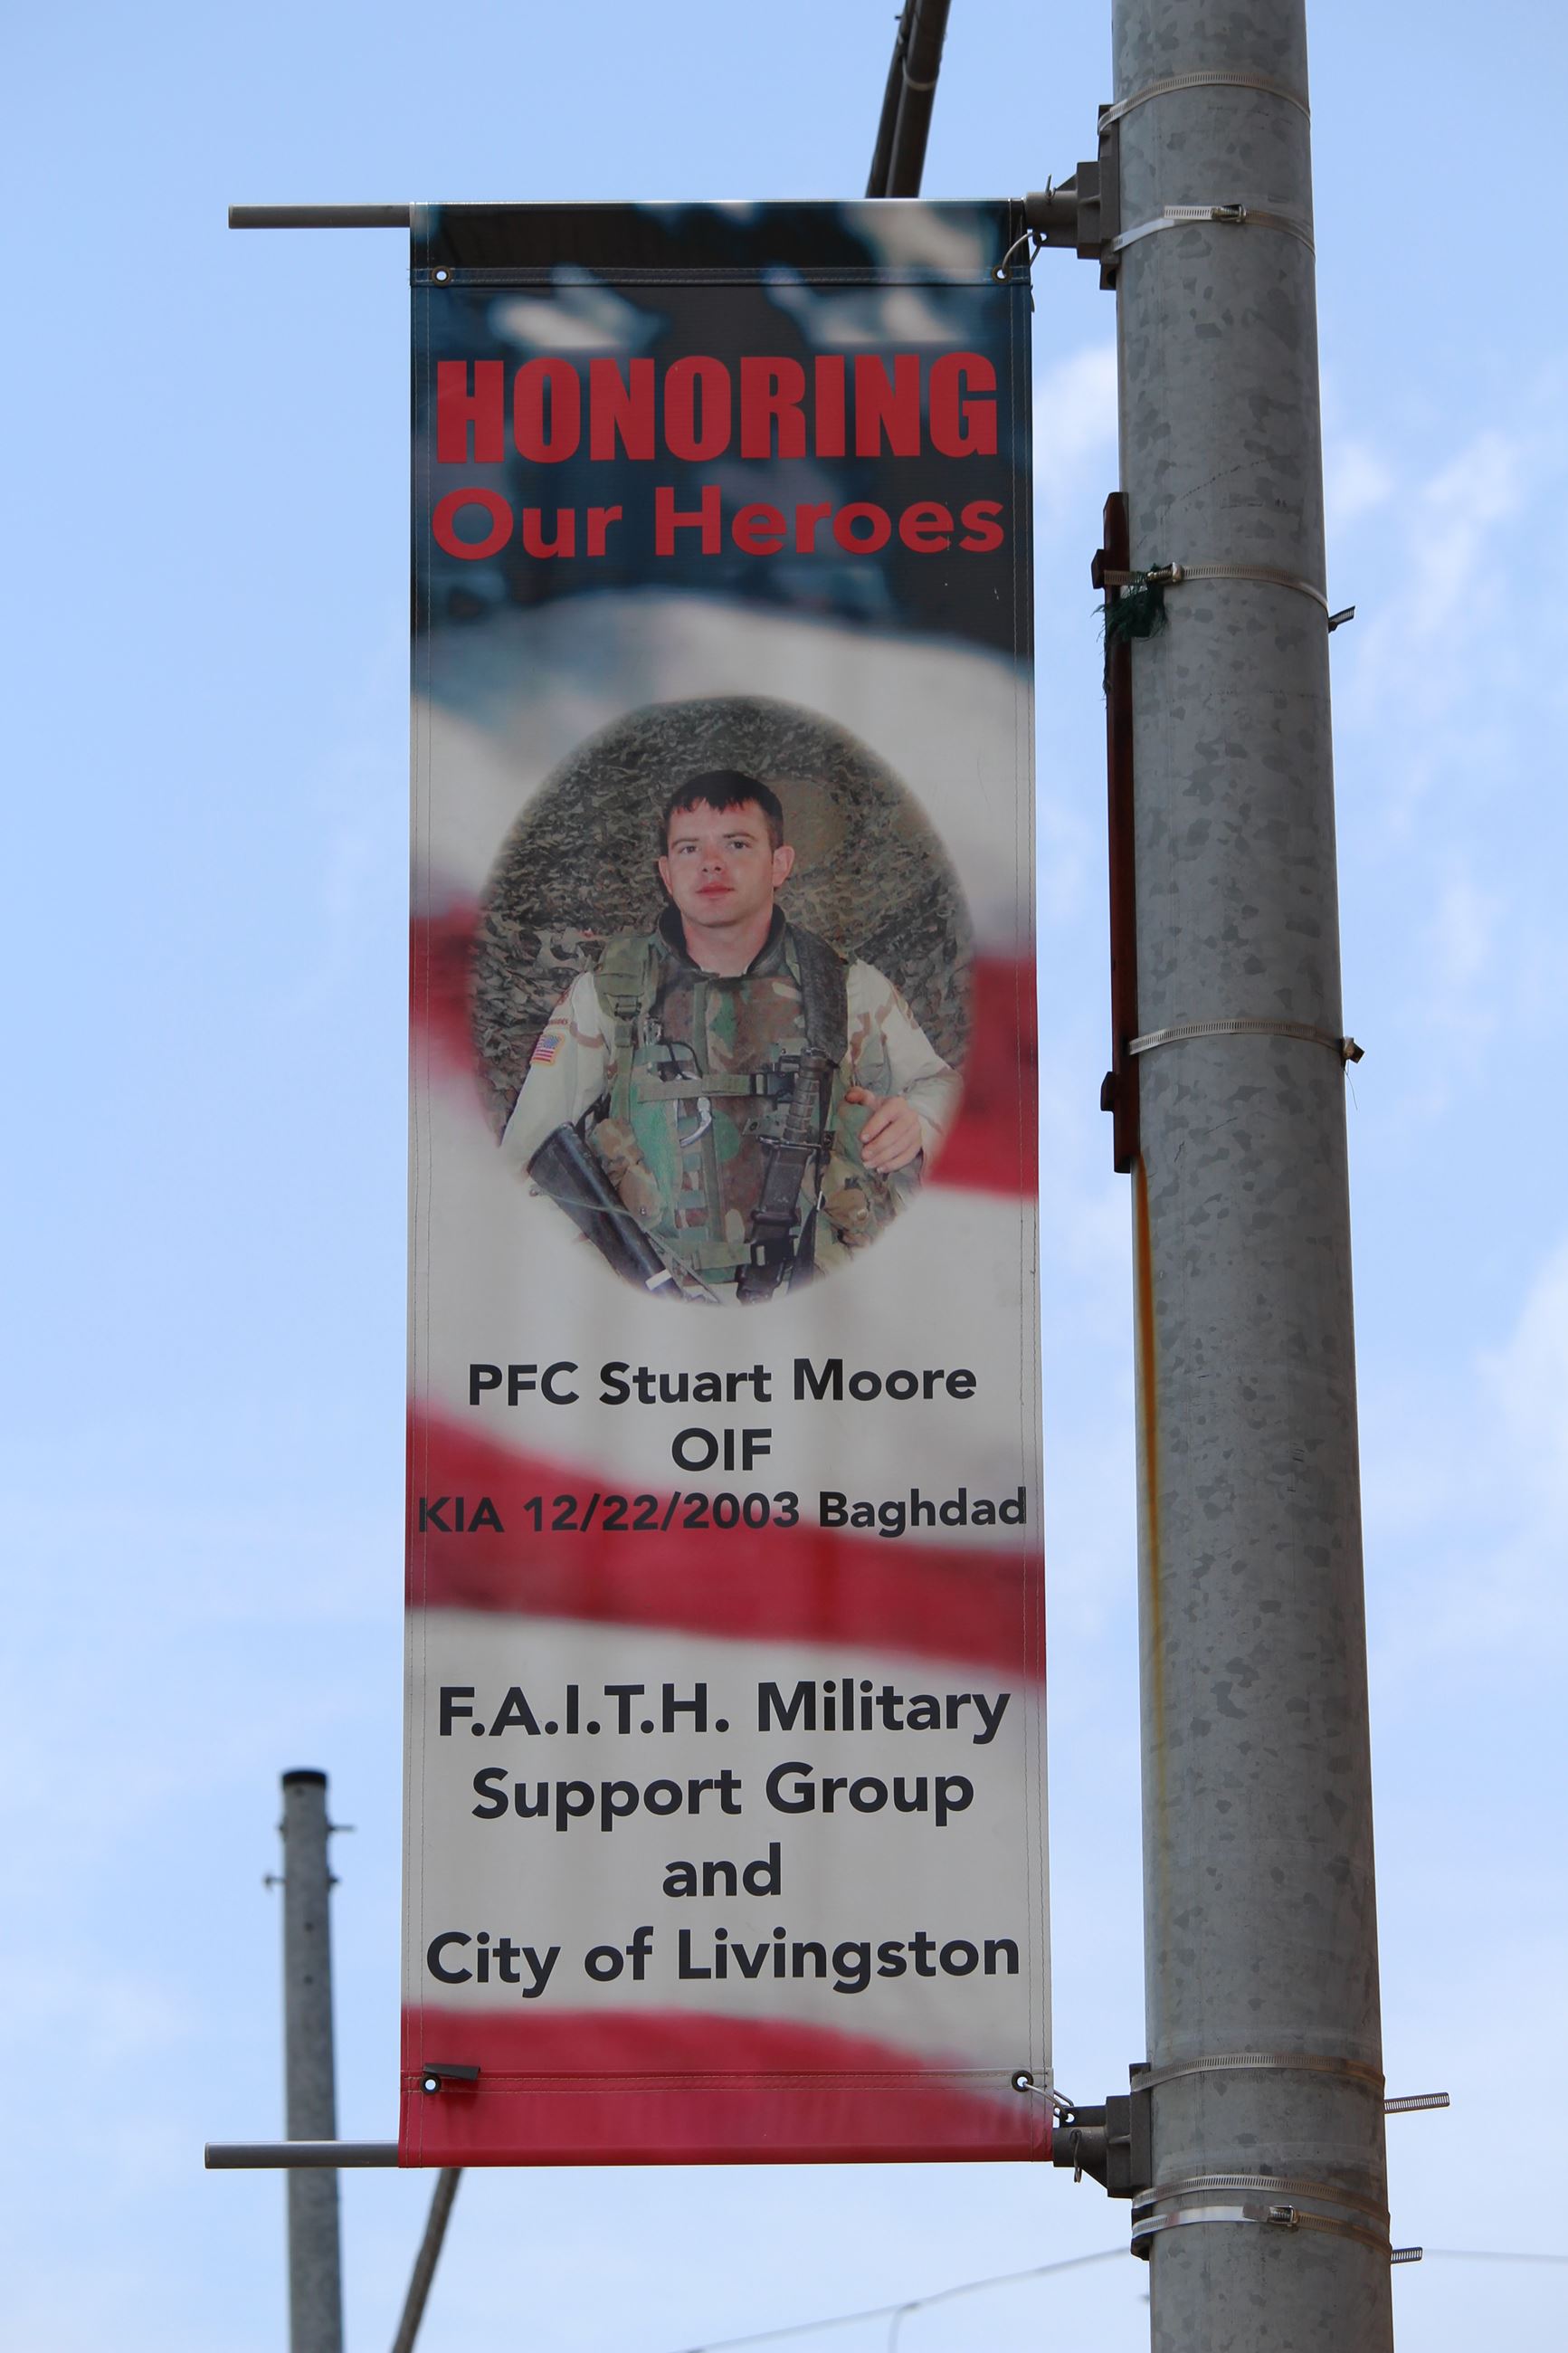 HONORING
Our Heroes
PFC Stuart Moore
OIF
KIA 12/22/2003 Baghdad
F.A.I.T.H. Military
Support Group
and
City of Livingston